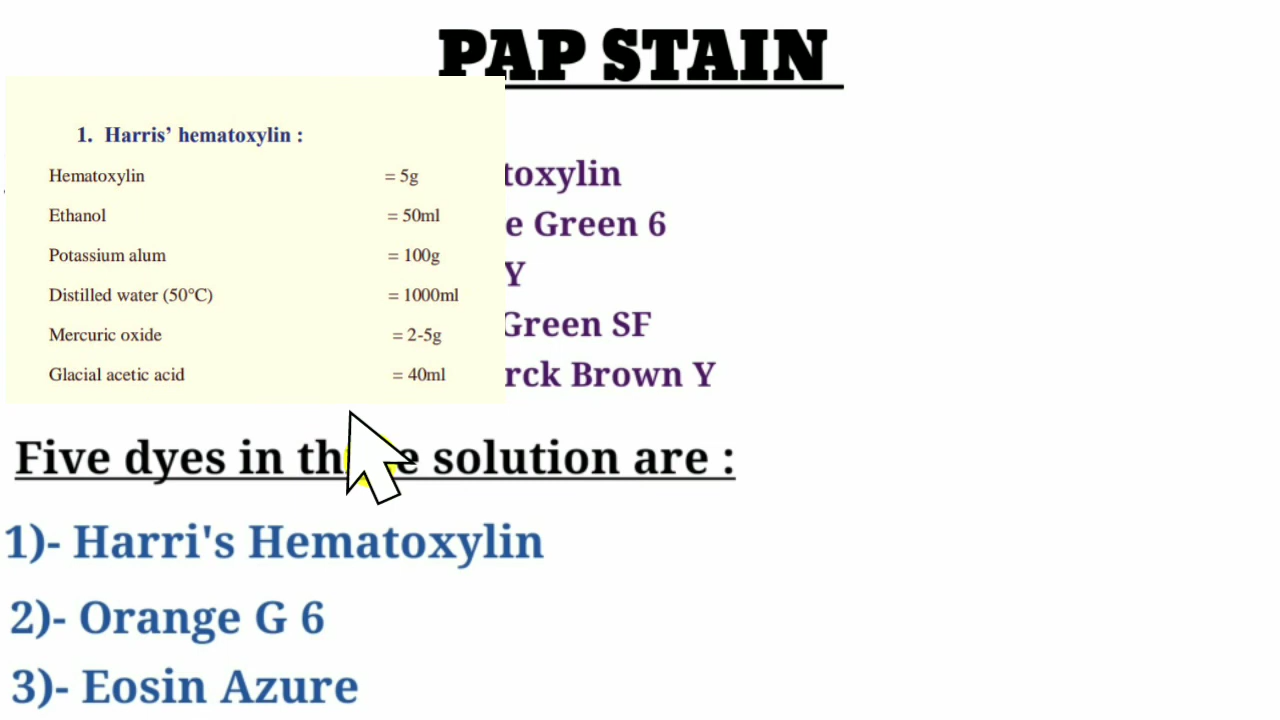 PAP STAIN
1. Harris' hematoxylin :
Hematoxylin = 5g
Ethanol = 50ml
Potassium alum = 100g
Distilled water (50°C) = 1000ml
Mercuric oxide = 2-5g
Glacial acetic acid = 40ml
toxylin
e Green 6
Y
Green SF
rck Brown Y
Five dyes in solution are :
1)- Harri's Hematoxylin
2)- Orange G 6
3)- Eosin Azure